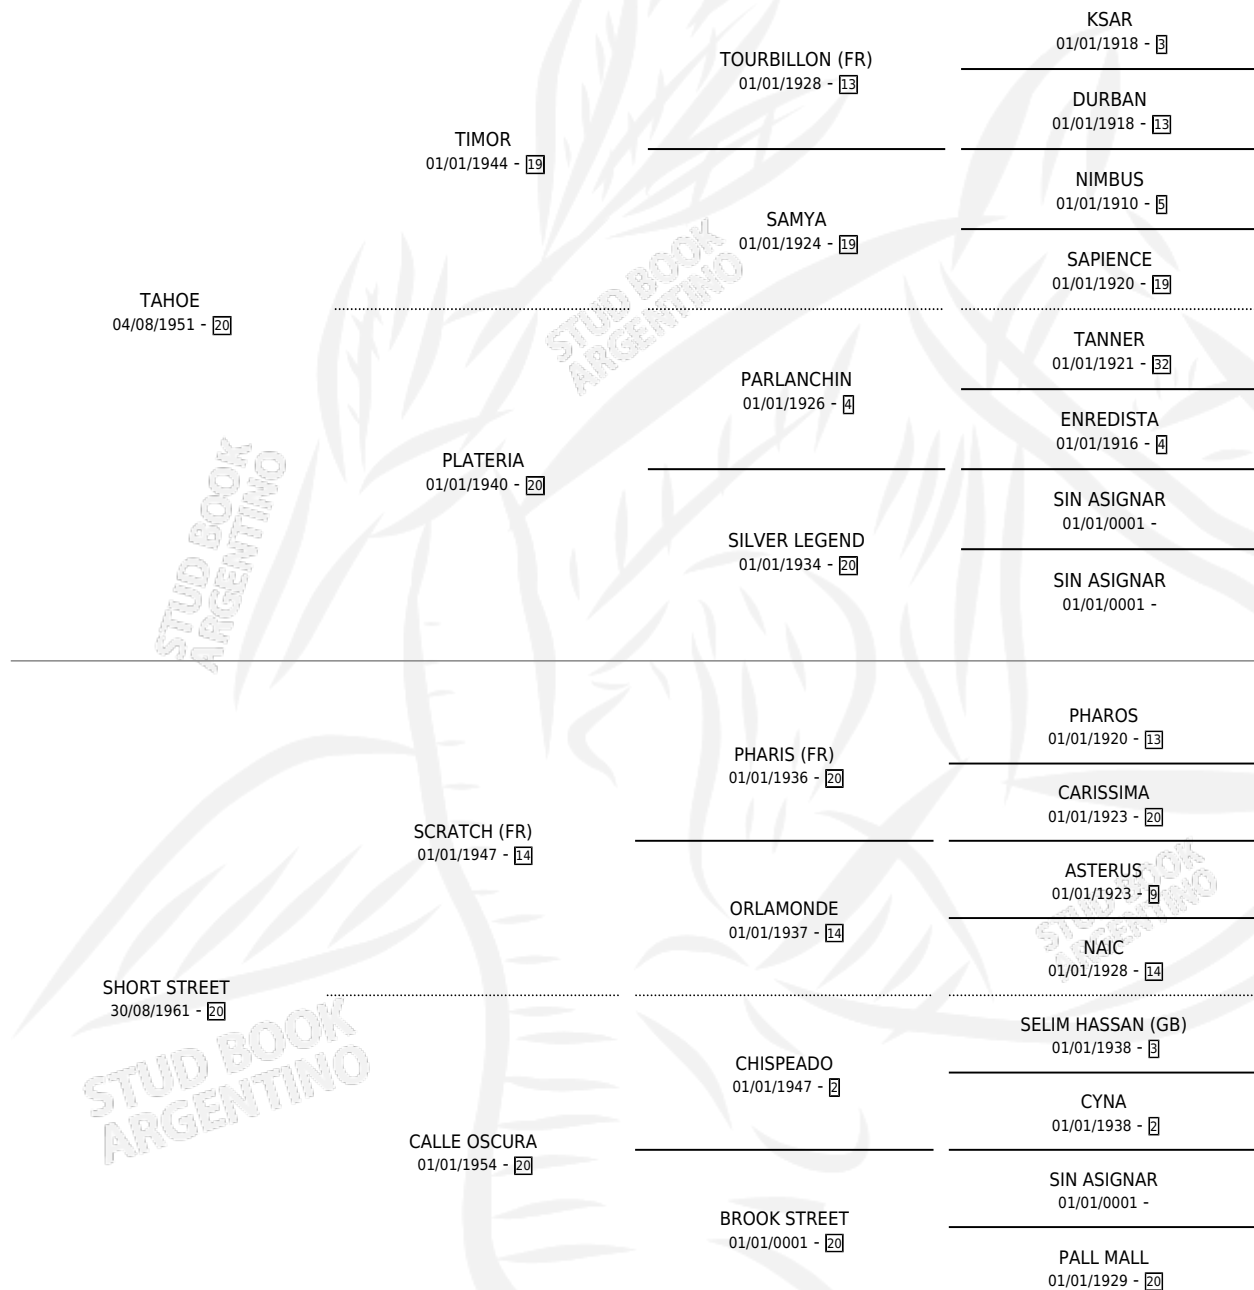 KSAR
01/01/1918 - 3
TOURBILLON (FR)
01/01/1928 - 13
DURBAN
01/01/1918 - 13
TIMOR
01/01/1944 - 19
NIMBUS
01/01/1910 - 5
SAMYA
01/01/1924 - 19
SAPIENCE
01/01/1920 - 19
TAHOE
04/08/1951 - 20
TANNER
01/01/1921 - 32
PARLANCHIN
01/01/1926 - 4
ENREDISTA
01/01/1916 - 4
PLATERIA
01/01/1940 - 20
SIN ASIGNAR
01/01/0001 -
SILVER LEGEND
01/01/1934 - 20
SIN ASIGNAR
01/01/0001 -
PHAROS
01/01/1920 - 13
PHARIS (FR)
01/01/1936 - 20
CARISSIMA
01/01/1923 - 20
SCRATCH (FR)
01/01/1947 - 14
ASTERUS
01/01/1923 - 9
ORLAMONDE
01/01/1937 - 14
NAIC
01/01/1928 - 14
SHORT STREET
30/08/1961 - 20
SELIM HASSAN (GB)
01/01/1938 - 3
CHISPEADO
01/01/1947 - 2
CYNA
01/01/1938 - 2
CALLE OSCURA
01/01/1954 - 20
SIN ASIGNAR
01/01/0001 -
BROOK STREET
01/01/0001 - 20
PALL MALL
01/01/1929 - 20
STUD BOOK
ARGENTINO
STUD BOOK
ARGENTINO
STUD BOOK
ARGENTINO
STUD BOOK
ARGENTINO